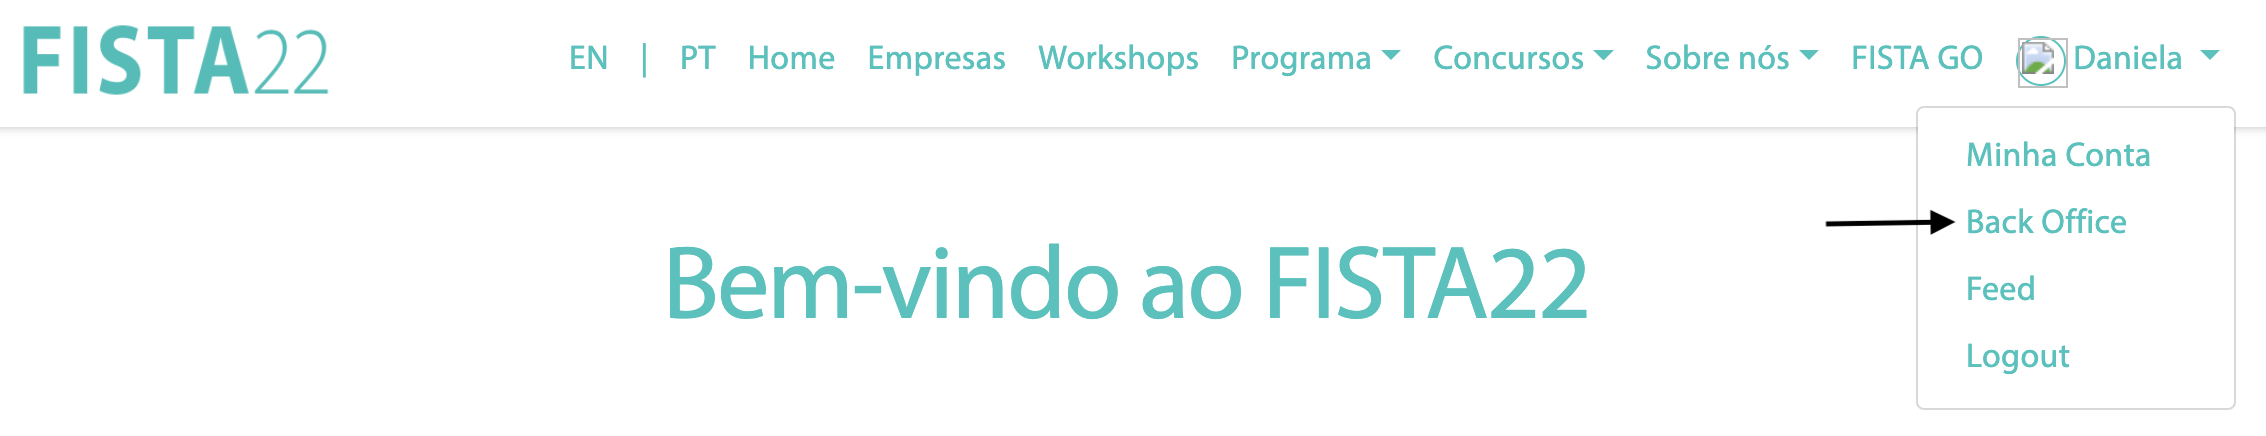 FISTA22
EN | PT Home Empresas Workshops Programa Concursos Sobre nós FISTA GO Daniela
Minha Conta
Back Office
Feed
Logout
Bem-vindo ao FISTA22